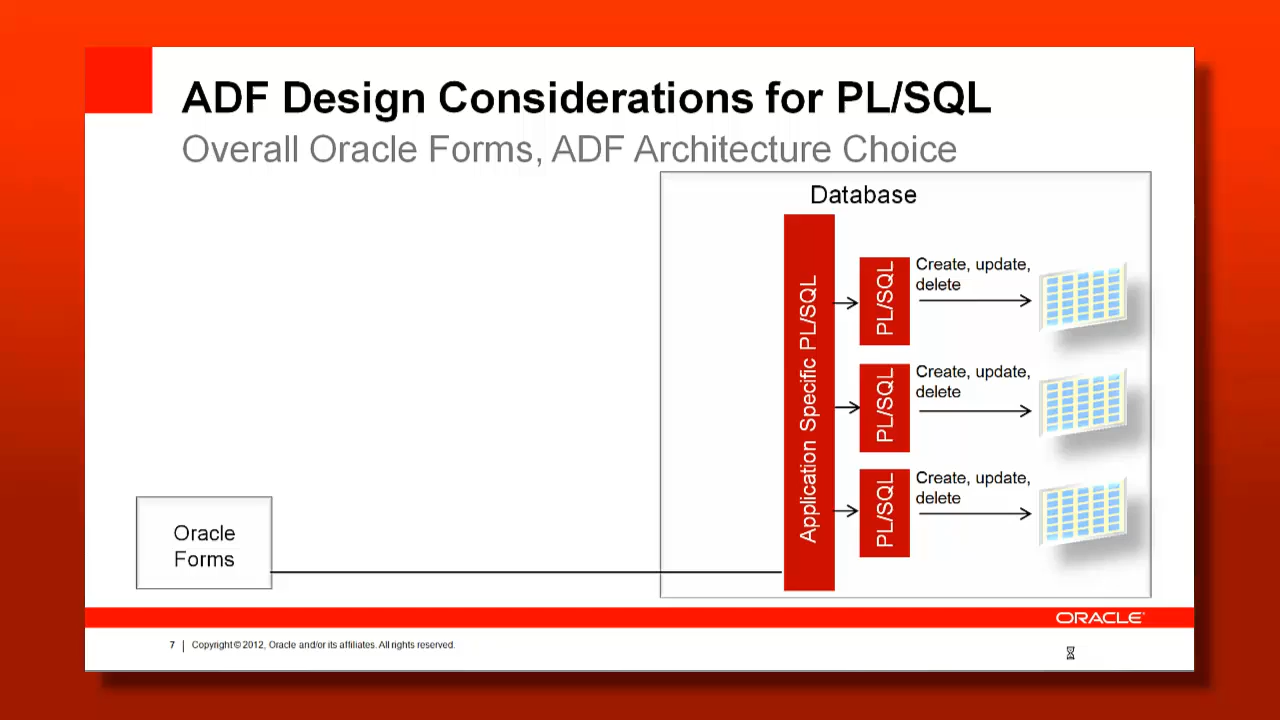 ADF Design Considerations for PL/SQL
Overall Oracle Forms, ADF Architecture Choice
Database
Application Specific PL/SQL
PL/SQL
Create, update,
delete
PL/SQL
Create, update,
delete
PL/SQL
Create, update,
delete
Oracle
Forms
ORACLE
7 | Copyright © 2012, Oracle and/or its affiliates. All rights reserved.